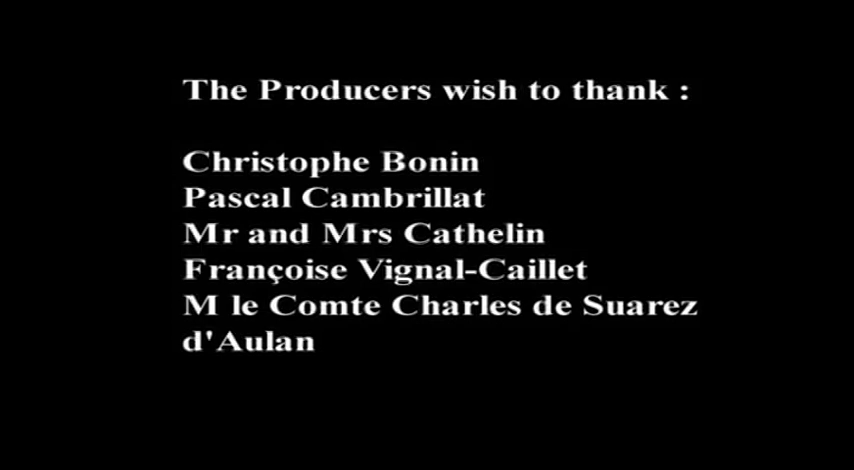 The Producers wish to thank :
Christophe Bonin
Pascal Cambrillat
Mr and Mrs Cathelin
Françoise Vignal-Caillet
M le Comte Charles de Suarez
d'Aulan